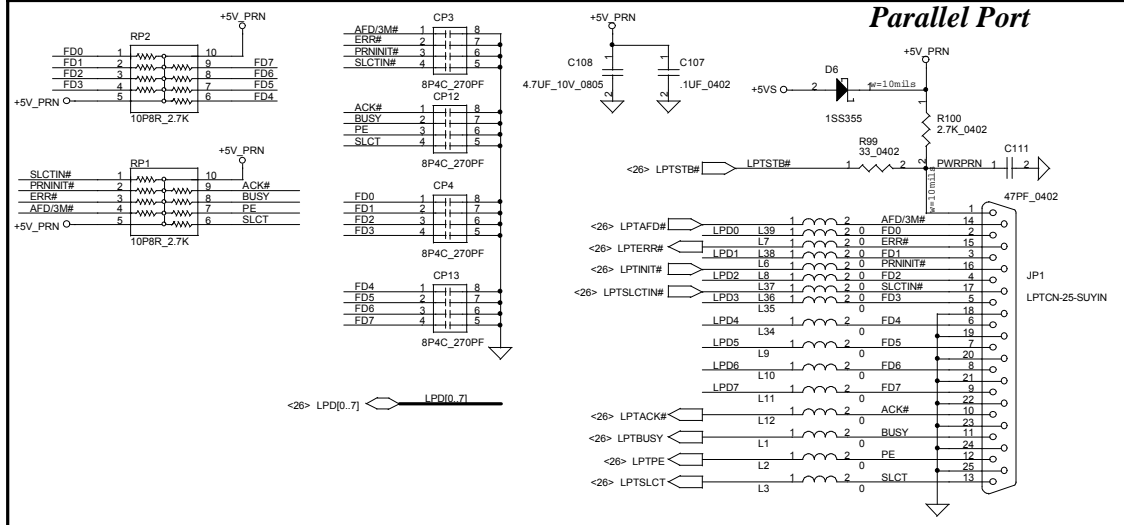 Parallel Port
RP2
+5V_PRN
FD0 1 10
FD1 2 9 FD7
FD2 3 8 FD6
FD3 4 7 FD5
+5V_PRN 5 6 FD4
10P8R_2.7K
RP1
+5V_PRN
SLCTIN# 1 10
PRNINIT# 2 9 ACK#
ERR# 3 8 BUSY
AFD/3M# 4 7 PE
+5V_PRN 5 6 SLCT
10P8R_2.7K
CP3
AFD/3M# 1 8
ERR# 2 7
PRNINIT# 3 6
SLCTIN# 4 5
8P4C_270PF
CP12
ACK# 1 8
BUSY 2 7
PE 3 6
SLCT 4 5
8P4C_270PF
CP4
FD0 1 8
FD1 2 7
FD2 3 6
FD3 4 5
8P4C_270PF
CP13
FD4 1 8
FD5 2 7
FD6 3 6
FD7 4 5
8P4C_270PF
<26> LPD[0..7] LPD[0..7]
+5V_PRN
C108 1 2
4.7UF_10V_0805
C107 1 2
.1UF_0402
+5V_PRN
D6
+5VS 2 1 w=10mils
1SS355
1 R100
2.7K_0402
2
R99
33_0402
<26> LPTSTB# LPTSTB# 1 2 PWRPRN 1 C111 2
47PF_0402
w=10mils
1
<26> LPTAFD# 1 2 AFD/3M# 14
LPD0 L39 1 2 0 FD0 2
<26> LPTERR# L7 1 2 0 ERR# 15
LPD1 L38 1 2 0 FD1 3
<26> LPTINIT# L6 1 2 0 PRNINIT# 16
LPD2 L8 1 2 0 FD2 4
<26> LPTSLCTIN# L37 1 2 0 SLCTIN# 17
LPD3 L36 1 2 0 FD3 5
L35 0 18
LPD4 1 2 FD4 6
L34 0 19
LPD5 1 2 FD5 7
L9 0 20
LPD6 1 2 FD6 8
L10 0 21
LPD7 1 2 FD7 9
L11 0 22
<26> LPTACK# 1 2 ACK# 10
L12 0 23
<26> LPTBUSY 1 2 BUSY 11
L1 0 24
<26> LPTPE 1 2 PE 12
L2 0 25
<26> LPTSLCT 1 2 SLCT 13
L3 0
JP1
LPTCN-25-SUYIN